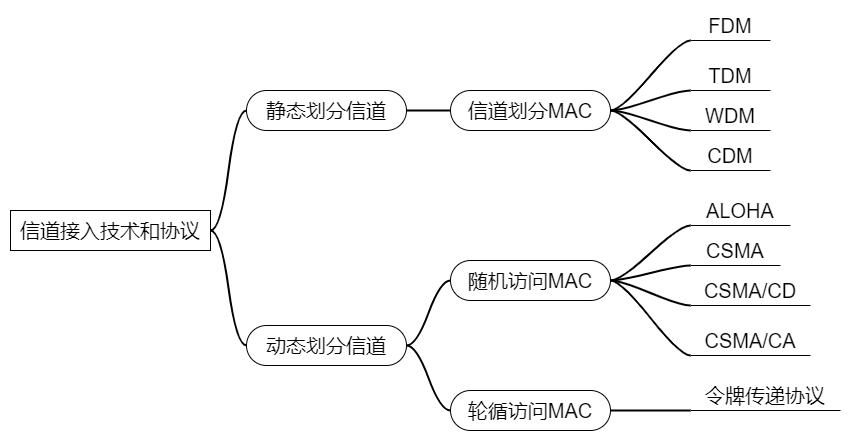 信道接入技术和协议
静态划分信道
信道划分MAC
FDM
TDM
WDM
CDM
动态划分信道
随机访问MAC
ALOHA
CSMA
CSMA/CD
CSMA/CA
轮循访问MAC
令牌传递协议